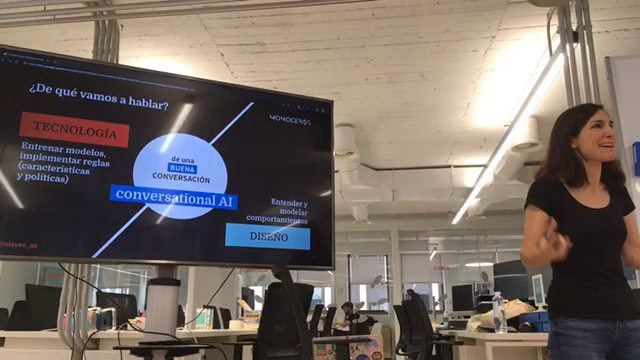 ¿De qué vamos a hablar?
MONOCEROS
TECNOLOGÍA
Entrenar modelos,
implementar reglas
(características
y políticas)
de una
BUENA
CONVERSACIÓN
conversational AI
Entender y
modelar
comportamientos
DISEÑO